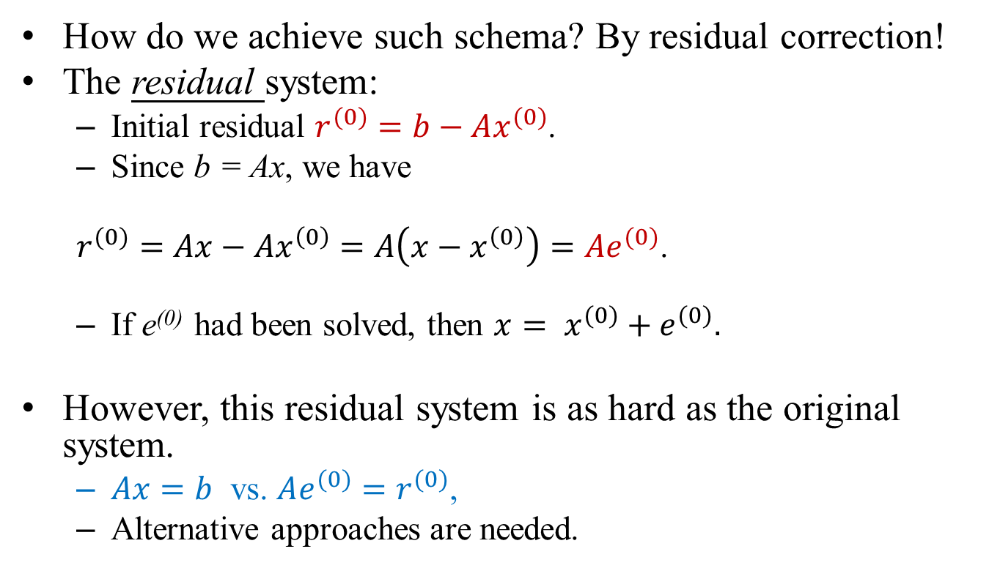 • How do we achieve such schema? By residual correction!
• The residual system:
– Initial residual r⁽⁰⁾ = b − Ax⁽⁰⁾.
– Since b = Ax, we have
r⁽⁰⁾ = Ax − Ax⁽⁰⁾ = A(x − x⁽⁰⁾) = Ae⁽⁰⁾.
– If e⁽⁰⁾ had been solved, then x = x⁽⁰⁾ + e⁽⁰⁾.
• However, this residual system is as hard as the original
system.
– Ax = b vs. Ae⁽⁰⁾ = r⁽⁰⁾,
– Alternative approaches are needed.